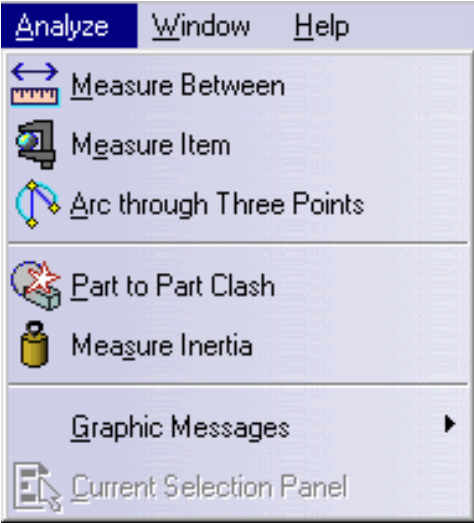 Analyze Window Help
Measure Between
Measure Item
Arc through Three Points
Part to Part Clash
Measure Inertia
Graphic Messages
Current Selection Panel